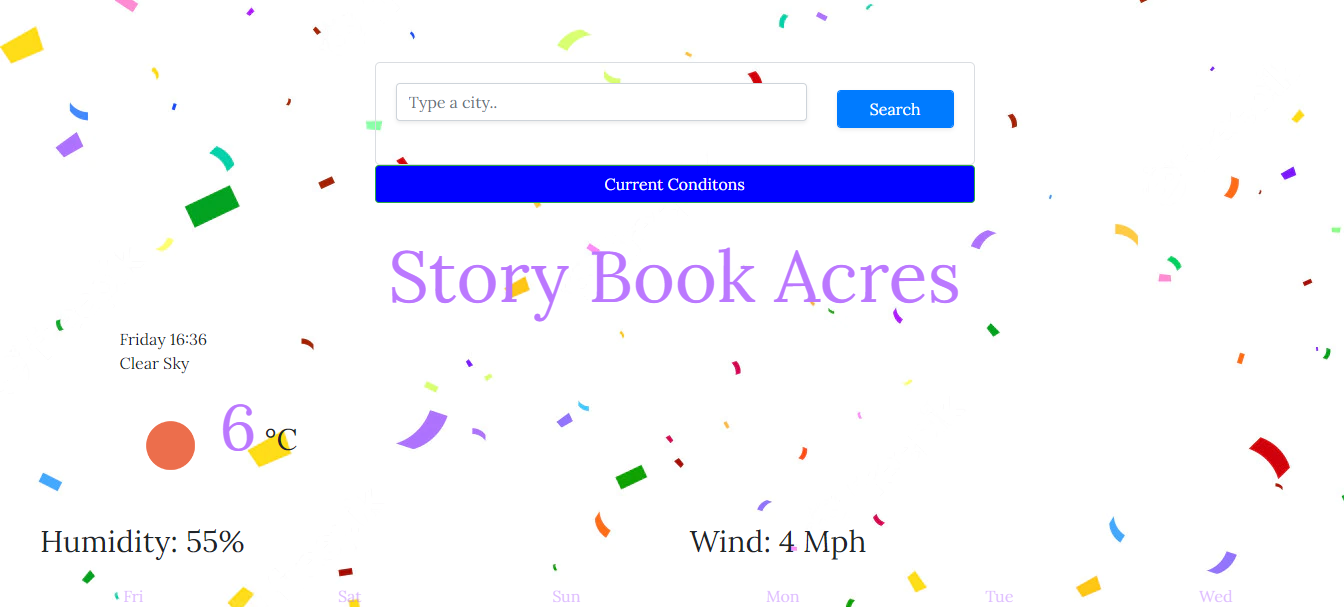 Type a city..
Search
Current Conditons
Story Book Acres
Friday 16:36
Clear Sky
6 °C
Humidity: 55%
Wind: 4 Mph
Fri Sat Sun Mon Tue Wed